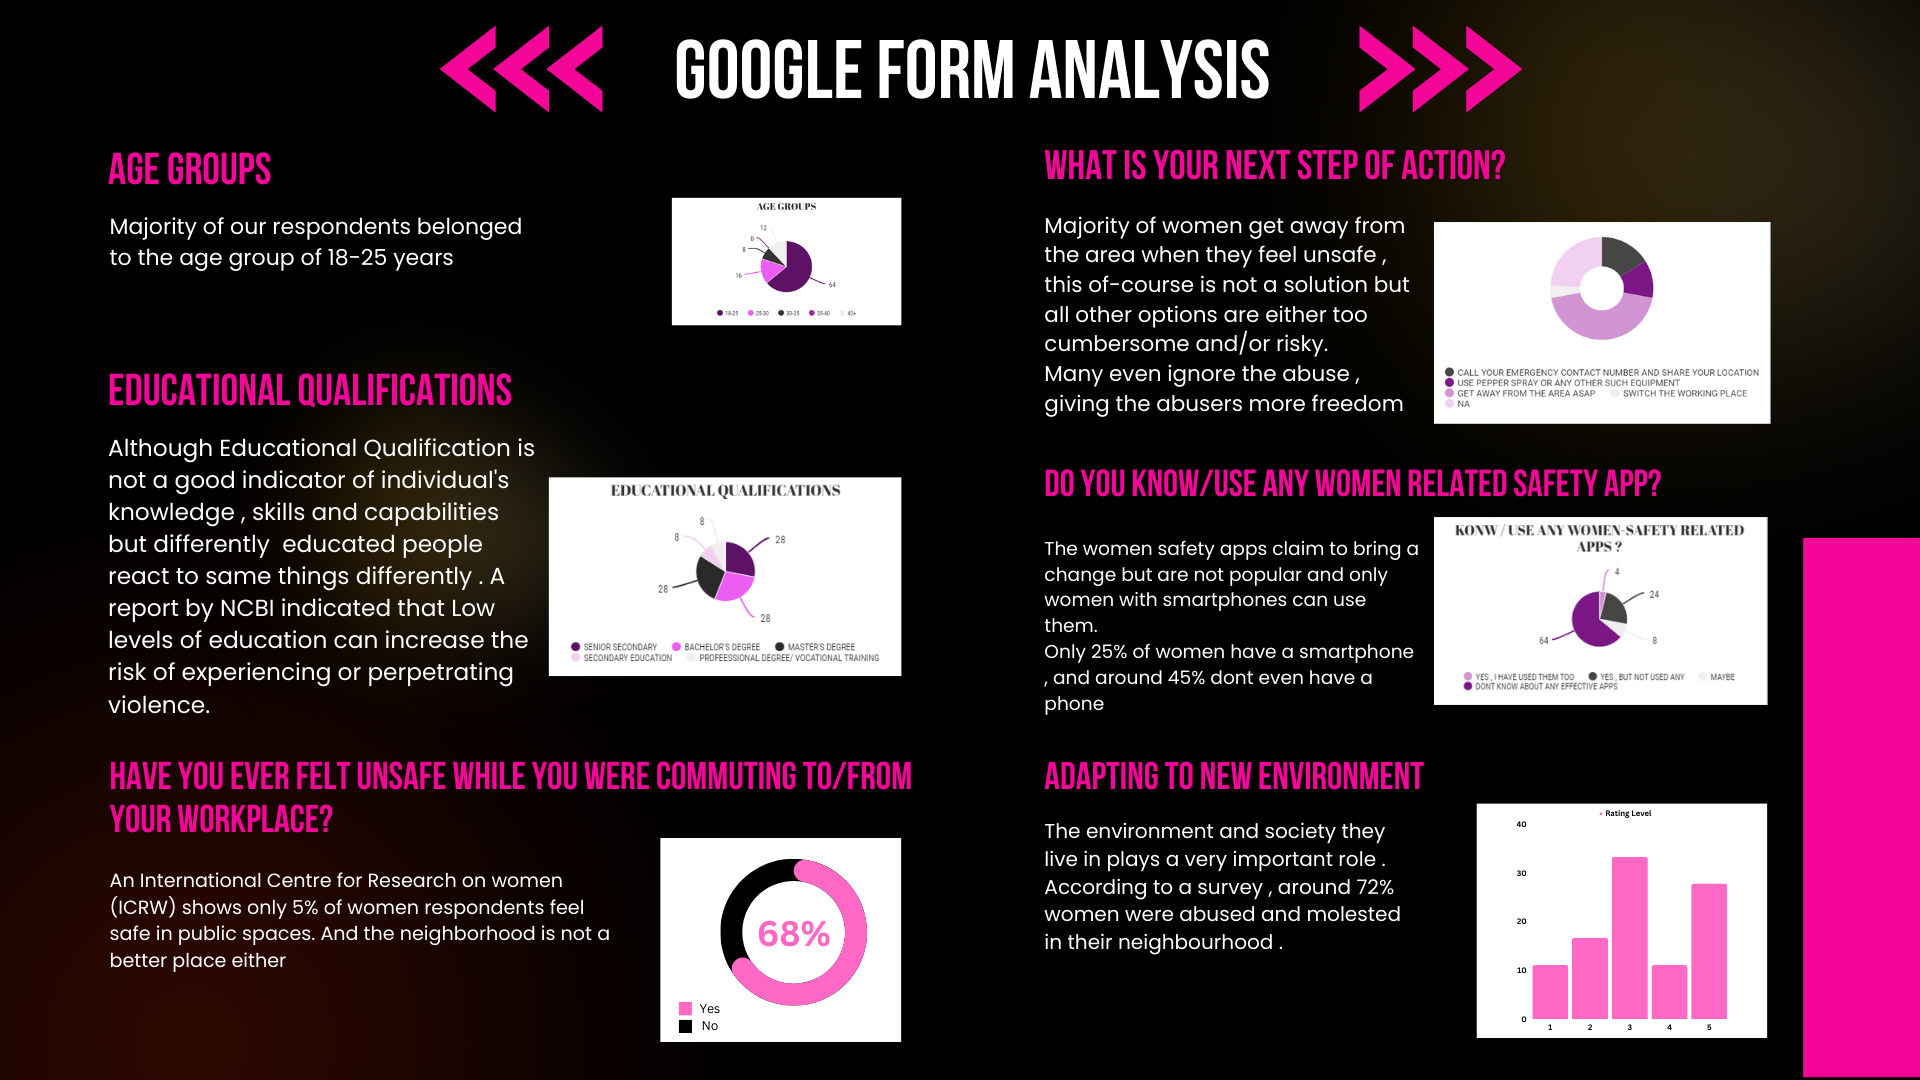 GOOGLE FORM ANALYSIS
AGE GROUPS
Majority of our respondents belonged
to the age group of 18-25 years
AGE GROUPS
12
0
8
16
64
18-25 25-30 30-35 35-40 40+
EDUCATIONAL QUALIFICATIONS
Although Educational Qualification is
not a good indicator of individual's
knowledge , skills and capabilities
but differently educated people
react to same things differently . A
report by NCBI indicated that Low
levels of education can increase the
risk of experiencing or perpetrating
violence.
EDUCATIONAL QUALIFICATIONS
8
8
28
28
28
SENIOR SECONDARY BACHELOR'S DEGREE MASTER'S DEGREE
SECONDARY EDUCATION PROFEESSIONAL DEGREE/ VOCATIONAL TRAINING
HAVE YOU EVER FELT UNSAFE WHILE YOU WERE COMMUTING TO/FROM
YOUR WORKPLACE?
An International Centre for Research on women
(ICRW) shows only 5% of women respondents feel
safe in public spaces. And the neighborhood is not a
better place either
68%
Yes
No
WHAT IS YOUR NEXT STEP OF ACTION?
Majority of women get away from
the area when they feel unsafe ,
this of-course is not a solution but
all other options are either too
cumbersome and/or risky.
Many even ignore the abuse ,
giving the abusers more freedom
CALL YOUR EMERGENCY CONTACT NUMBER AND SHARE YOUR LOCATION
USE PEPPER SPRAY OR ANY OTHER SUCH EQUIPMENT
GET AWAY FROM THE AREA ASAP SWITCH THE WORKING PLACE
NA
DO YOU KNOW/USE ANY WOMEN RELATED SAFETY APP?
The women safety apps claim to bring a
change but are not popular and only
women with smartphones can use
them.
Only 25% of women have a smartphone
, and around 45% dont even have a
phone
KONW / USE ANY WOMEN-SAFETY RELATED
APPS ?
4
24
64
8
YES , I HAVE USED THEM TOO YES , BUT NOT USED ANY MAYBE
DONT KNOW ABOUT ANY EFFECTIVE APPS
ADAPTING TO NEW ENVIRONMENT
The environment and society they
live in plays a very important role .
According to a survey , around 72%
women were abused and molested
in their neighbourhood .
Rating Level
40
30
20
10
0
1 2 3 4 5